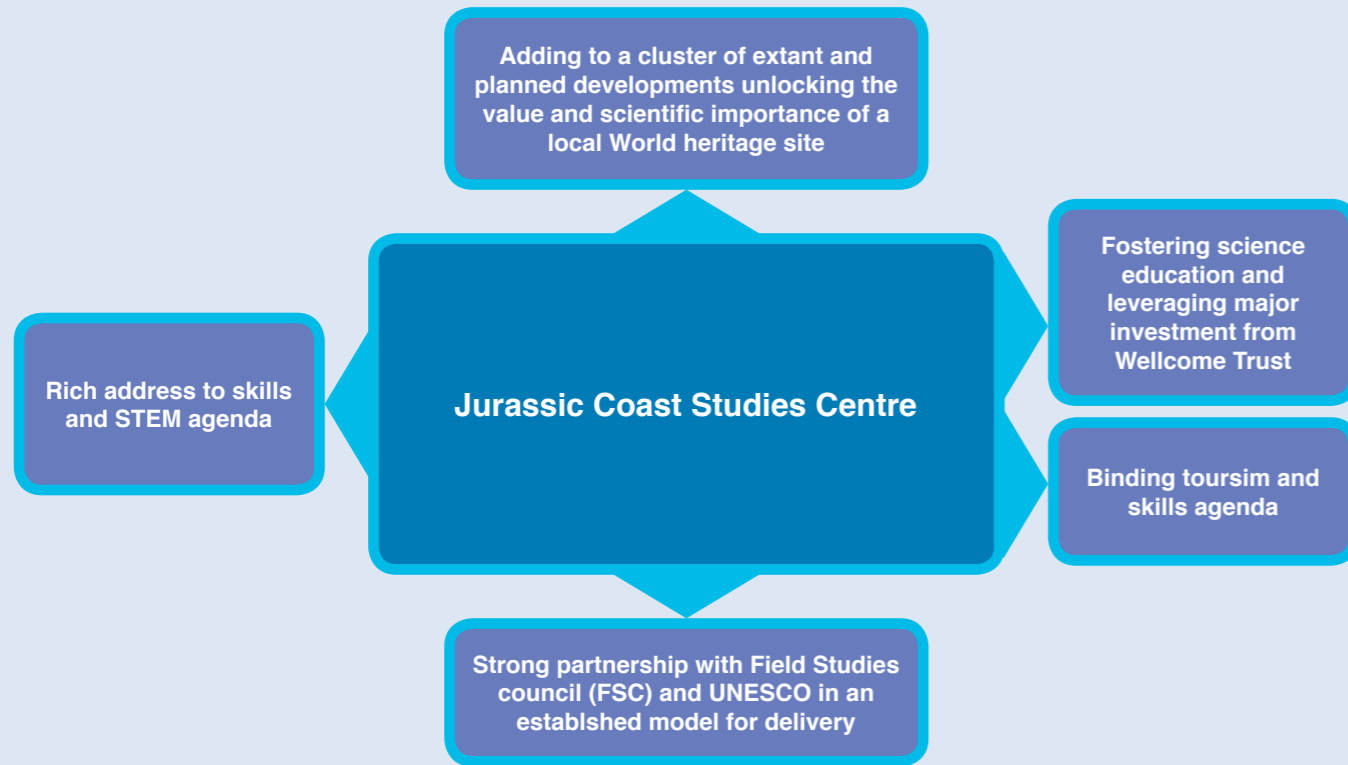 Adding to a cluster of extant and
planned developments unlocking the
value and scientific importance of a
local World heritage site
Fostering science
education and
leveraging major
investment from
Wellcome Trust
Rich address to skills
and STEM agenda
Jurassic Coast Studies Centre
Binding toursim and
skills agenda
Strong partnership with Field Studies
council (FSC) and UNESCO in an
establshed model for delivery